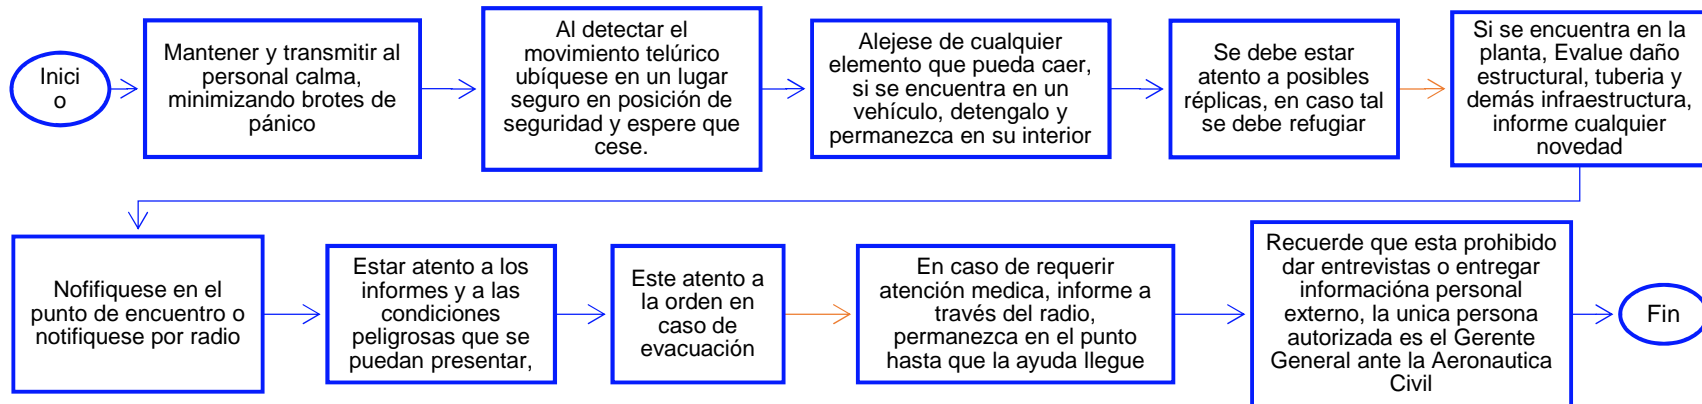 Inici
o
Mantener y transmitir al
personal calma,
minimizando brotes de
pánico
Al detectar el
movimiento telúrico
ubíquese en un lugar
seguro en posición de
seguridad y espere que
cese.
Alejese de cualquier
elemento que pueda caer,
si se encuentra en un
vehículo, detengalo y
permanezca en su interior
Se debe estar
atento a posibles
réplicas, en caso tal
se debe refugiar
Si se encuentra en la
planta, Evalue daño
estructural, tuberia y
demás infraestructura,
informe cualquier
novedad
Nofifiquese en el
punto de encuentro o
notifiquese por radio
Estar atento a los
informes y a las
condiciones
peligrosas que se
puedan presentar,
Este atento a
la orden en
caso de
evacuación
En caso de requerir
atención medica, informe a
través del radio,
permanezca en el punto
hasta que la ayuda llegue
Recuerde que esta prohibido
dar entrevistas o entregar
informacióna personal
externo, la unica persona
autorizada es el Gerente
General ante la Aeronautica
Civil
Fin